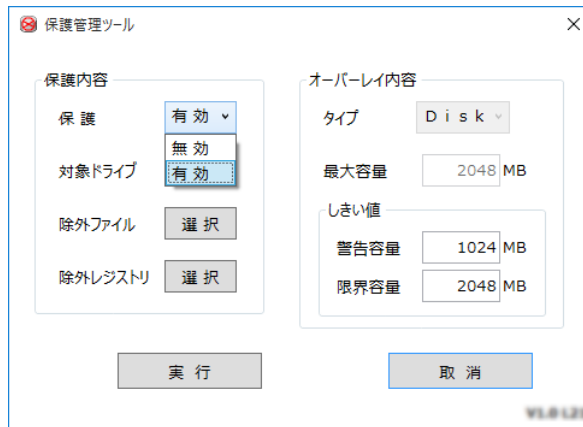 保護管理ツール
保護内容
保 護
有 効
無 効
有 効
対象ドライブ
除外ファイル
選 択
除外レジストリ
選 択
オーバーレイ内容
タイプ
D i s k
最大容量
2048 MB
しきい値
警告容量
1024 MB
限界容量
2048 MB
実 行
取 消